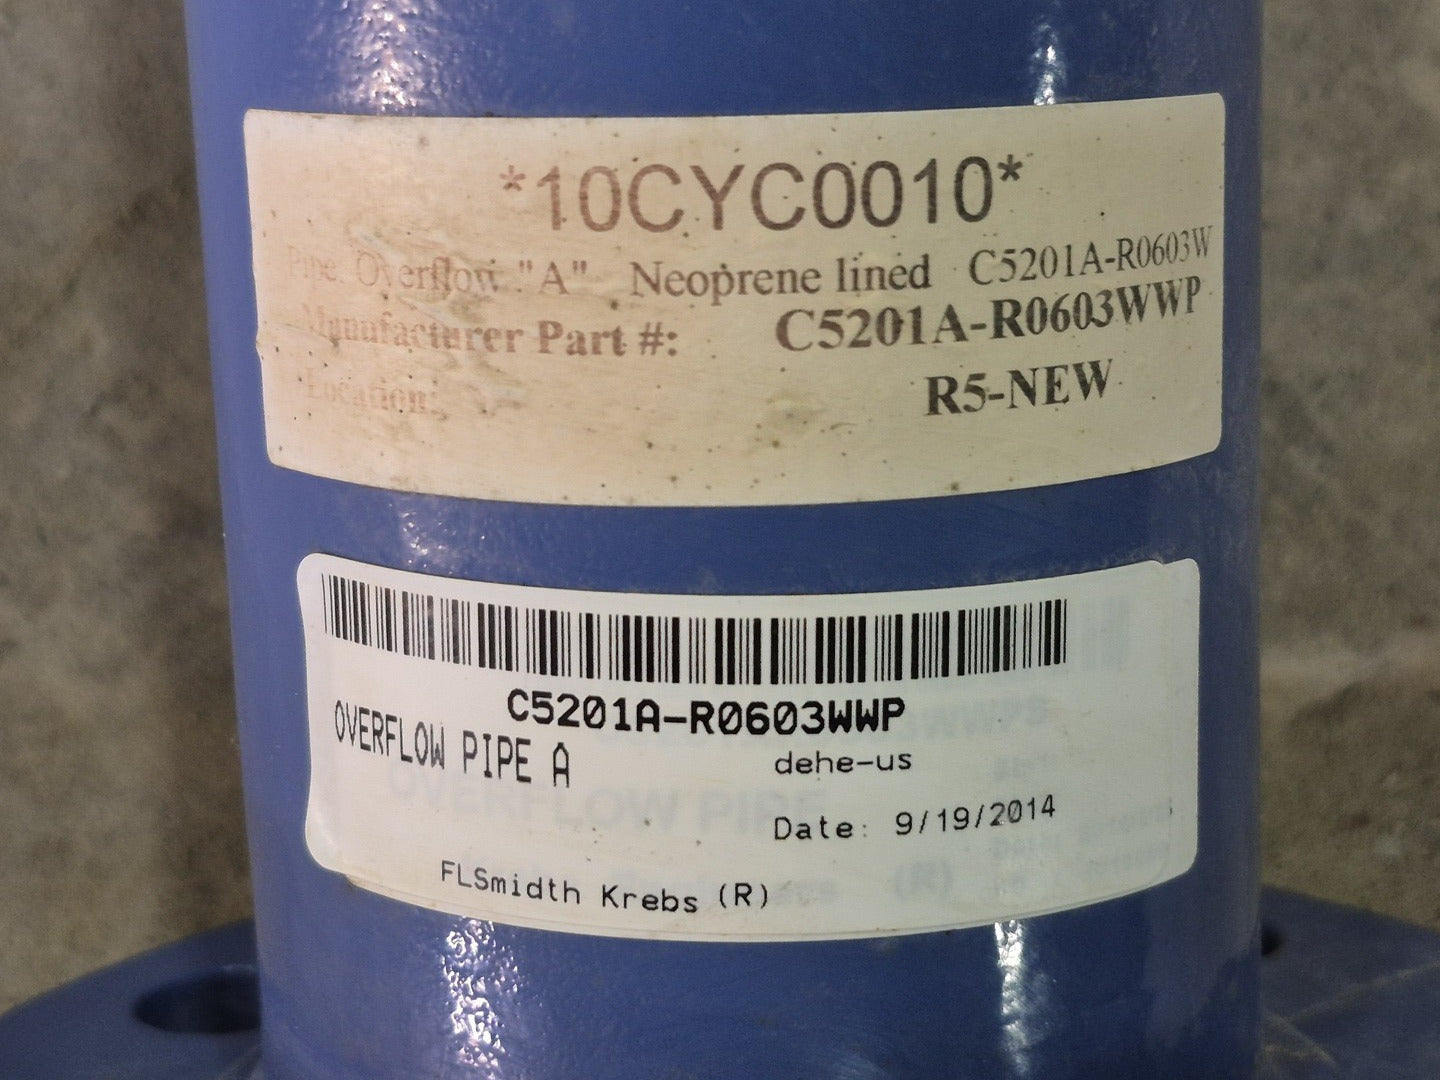 *10CYC0010*
Pipe, Overflow "A" Neoprene lined C5201A-R0603W
Manufacturer Part #: C5201A-R0603WWP
Location: R5-NEW
C5201A-R0603WWP
OVERFLOW PIPE A
dehe-us
Date: 9/19/2014
FLSmidth Krebs (R)